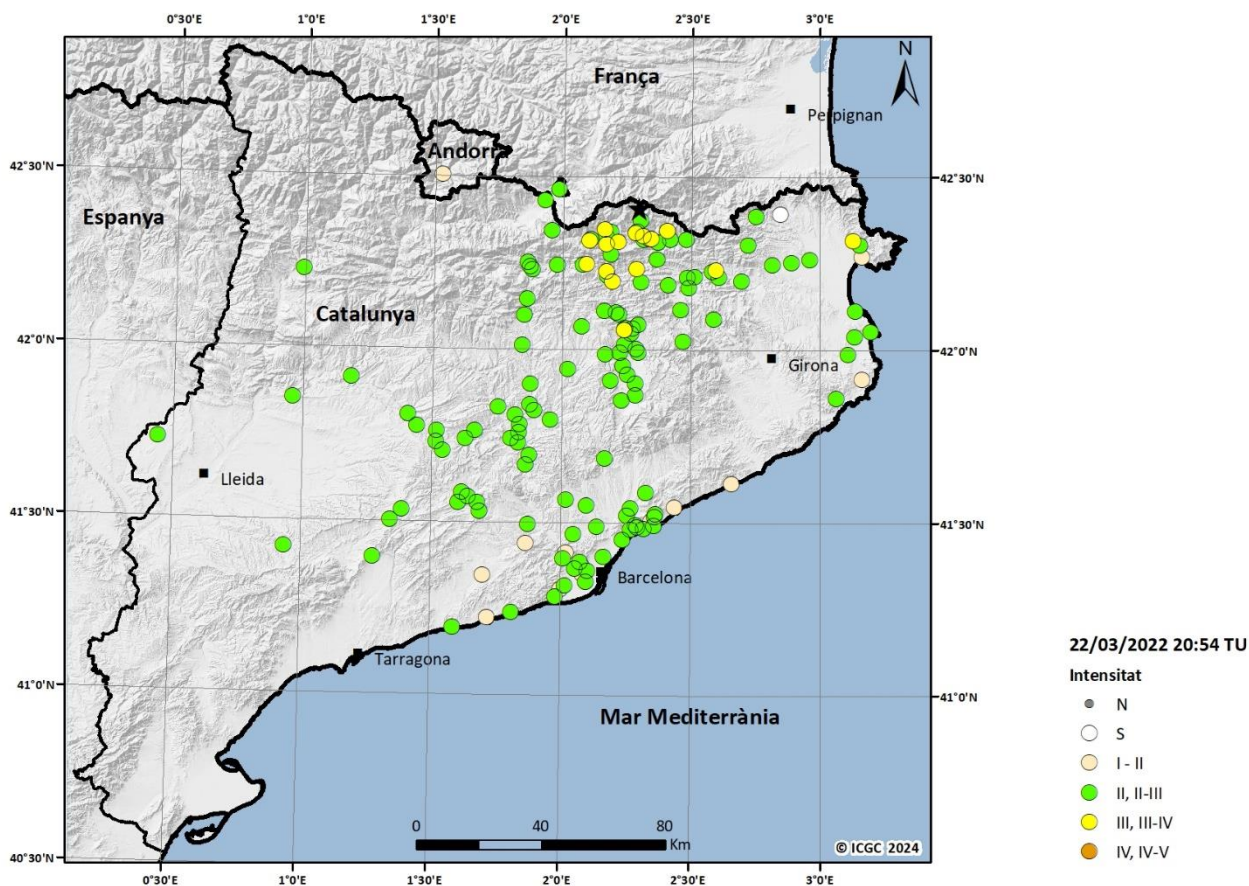 0°30'E 1°0'E 1°30'E 2°0'E 2°30'E 3°0'E
N
França
Perpignan
Andorra
42°30'N 42°30'N
Espanya
Catalunya
42°0'N 42°0'N
Girona
Lleida
41°30'N 41°30'N
Barcelona
Tarragona
41°0'N 41°0'N
Mar Mediterrània
0 40 80
Km
© ICGC 2024
40°30'N
0°30'E 1°0'E 1°30'E 2°0'E 2°30'E 3°0'E
22/03/2022 20:54 TU
Intensitat
N
S
I - II
II, II-III
III, III-IV
IV, IV-V